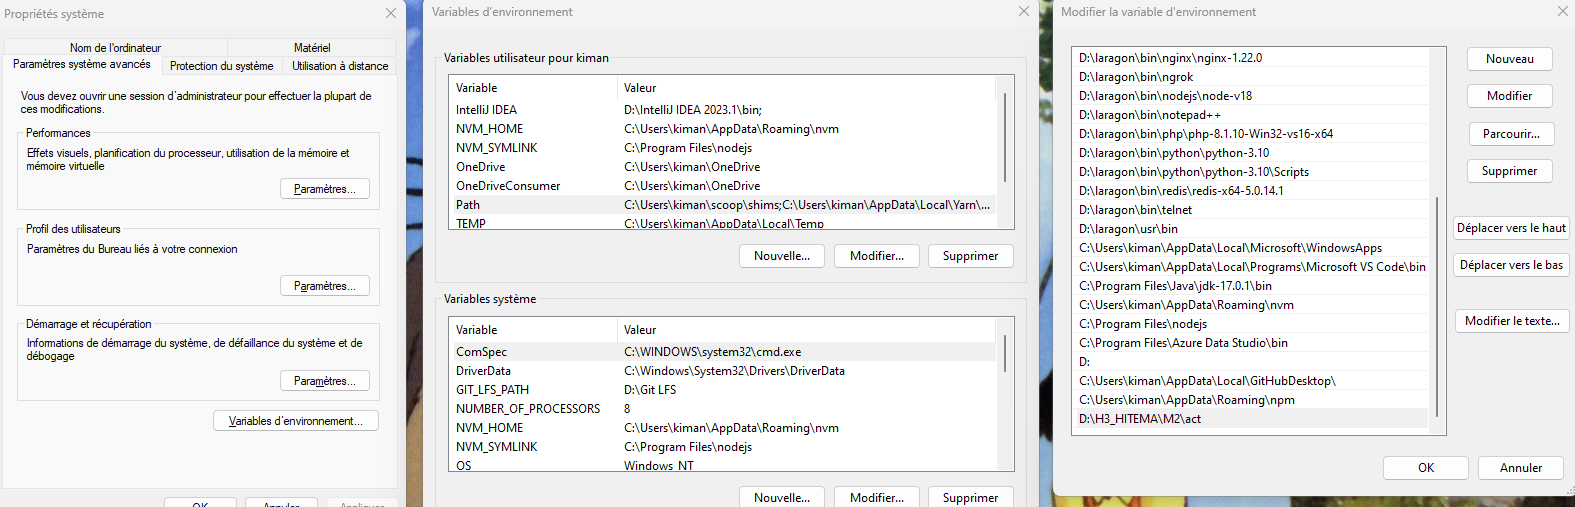 Propriétés système
Nom de l'ordinateur
Matériel
Paramètres système avancés
Protection du système
Utilisation à distance
Vous devez ouvrir une session d'administrateur pour effectuer la plupart de
ces modifications.
Performances
Effets visuels, planification du processeur, utilisation de la mémoire et
mémoire virtuelle
Paramètres...
Profil des utilisateurs
Paramètres du Bureau liés à votre connexion
Paramètres...
Démarrage et récupération
Informations de démarrage du système, de défaillance du système et de
débogage
Paramètres...
Variables d'environnement...
OK
Annuler
Appliquer
Variables d'environnement
Variables utilisateur pour kiman
Variable Valeur
IntelliJ IDEA D:\IntelliJ IDEA 2023.1\bin;
NVM_HOME C:\Users\kiman\AppData\Roaming\nvm
NVM_SYMLINK C:\Program Files\nodejs
OneDrive C:\Users\kiman\OneDrive
OneDriveConsumer C:\Users\kiman\OneDrive
Path C:\Users\kiman\scoop\shims;C:\Users\kiman\AppData\Local\Yarn\...
TEMP C:\Users\kiman\AppData\Local\Temp
Nouvelle...
Modifier...
Supprimer
Variables système
Variable Valeur
ComSpec C:\WINDOWS\system32\cmd.exe
DriverData C:\Windows\System32\Drivers\DriverData
GIT_LFS_PATH D:\Git LFS
NUMBER_OF_PROCESSORS 8
NVM_HOME C:\Users\kiman\AppData\Roaming\nvm
NVM_SYMLINK C:\Program Files\nodejs
OS Windows_NT
Nouvelle...
Modifier...
Supprimer
Modifier la variable d'environnement
D:\laragon\bin\nginx\nginx-1.22.0
D:\laragon\bin\ngrok
D:\laragon\bin\nodejs\node-v18
D:\laragon\bin\notepad++
D:\laragon\bin\php\php-8.1.10-Win32-vs16-x64
D:\laragon\bin\python\python-3.10
D:\laragon\bin\python\python-3.10\Scripts
D:\laragon\bin\redis\redis-x64-5.0.14.1
D:\laragon\bin\telnet
D:\laragon\usr\bin
C:\Users\kiman\AppData\Local\Microsoft\WindowsApps
C:\Users\kiman\AppData\Local\Programs\Microsoft VS Code\bin
C:\Program Files\Java\jdk-17.0.1\bin
C:\Users\kiman\AppData\Roaming\nvm
C:\Program Files\nodejs
C:\Program Files\Azure Data Studio\bin
D:
C:\Users\kiman\AppData\Local\GitHubDesktop\
C:\Users\kiman\AppData\Roaming\npm
D:\H3_HITEMA\M2\act
Nouveau
Modifier
Parcourir...
Supprimer
Déplacer vers le haut
Déplacer vers le bas
Modifier le texte...
OK
Annuler